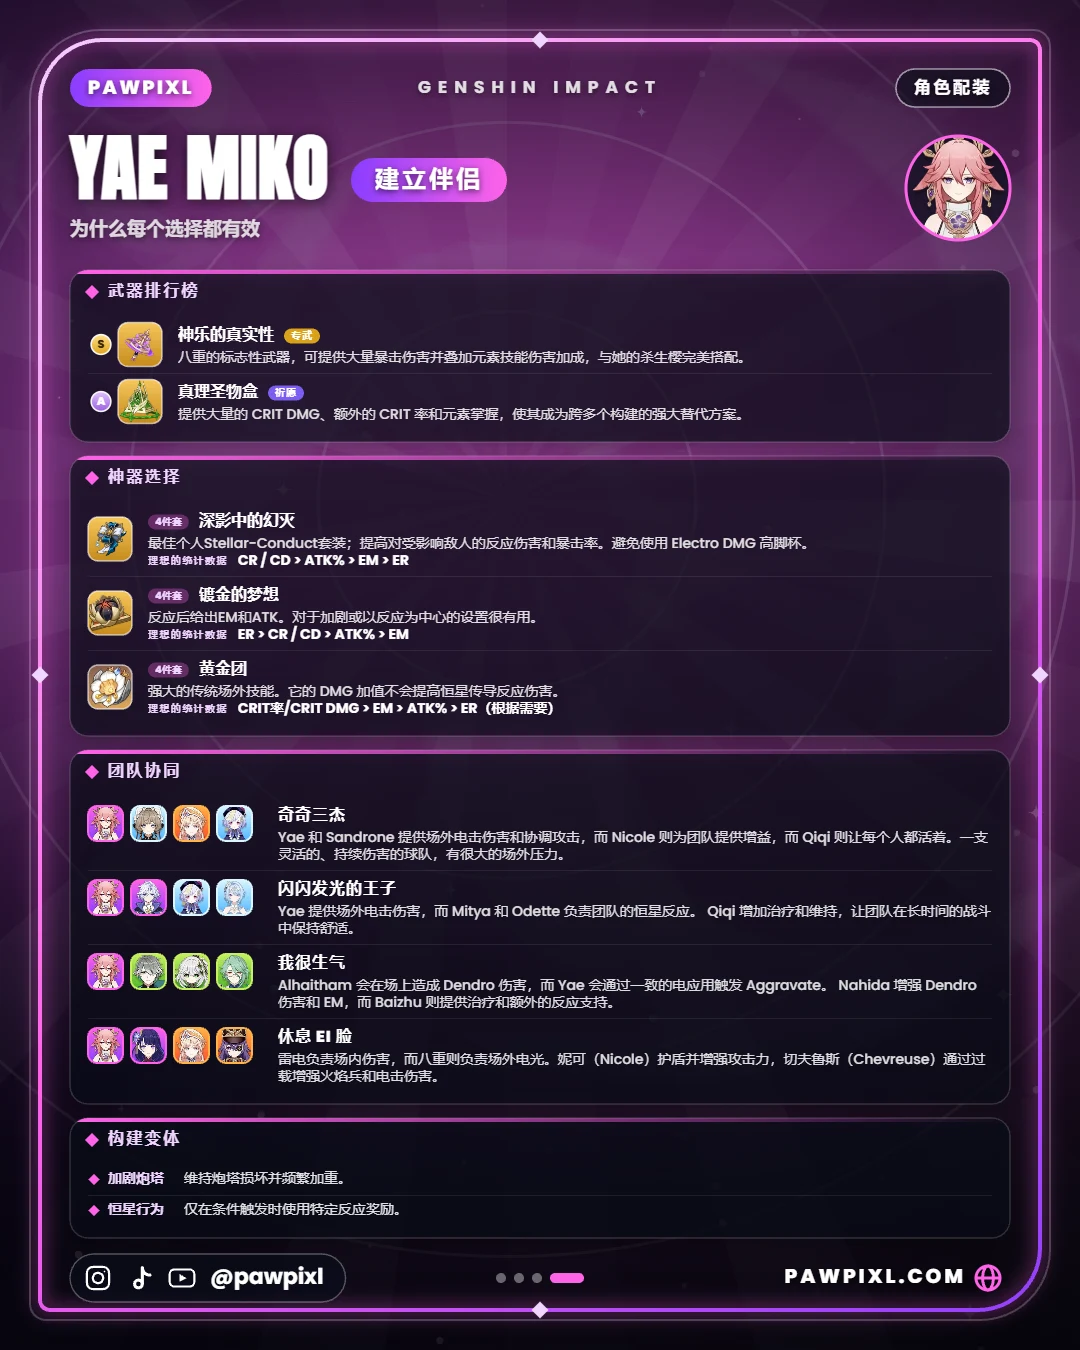 PAWPIXL
GENSHIN IMPACT
角色配装
YAE MIKO
建立伴侣
为什么每个选择都有效
武器排行榜
S
神乐的真实性 专武
八重的标志性武器，可提供大量暴击伤害并叠加元素技能伤害加成，与她的杀生樱完美搭配。
A
真理圣物盒 祈愿
提供大量的 CRIT DMG、额外的 CRIT 率和元素掌握，使其成为跨多个构建的强大替代方案。
神器选择
4件套 深影中的幻灭
最佳个人Stellar-Conduct套装；提高对受影响敌人的反应伤害和暴击率。避免使用 Electro DMG 高脚杯。
理想的统计数据 CR / CD > ATK% > EM > ER
4件套 镀金的梦想
反应后给出EM和ATK。对于加剧或以反应为中心的设置很有用。
理想的统计数据 ER > CR / CD > ATK% > EM
4件套 黄金团
强大的传统场外技能。它的 DMG 加值不会提高恒星传导反应伤害。
理想的统计数据 CRIT率/CRIT DMG > EM > ATK% > ER（根据需要）
团队协同
奇奇三杰
Yae 和 Sandrone 提供场外电击伤害和协调攻击，而 Nicole 则为团队提供增益，而 Qiqi 则让每个人都活着。一支
灵活的、持续伤害的球队，有很大的场外压力。
闪闪发光的王子
Yae 提供场外电击伤害，而 Mitya 和 Odette 负责团队的恒星反应。 Qiqi 增加治疗和维持，让团队在长时间的战斗
中保持舒适。
我很生气
Alhaitham 会在场上造成 Dendro 伤害，而 Yae 会通过一致的电应用触发 Aggravate。 Nahida 增强 Dendro
伤害和 EM，而 Baizhu 则提供治疗和额外的反应支持。
休息 EI 脸
雷电负责场内伤害，而八重则负责场外电光。妮可（Nicole）护盾并增强攻击力，切夫鲁斯（Chevreuse）通过过
载增强火焰兵和电击伤害。
构建变体
加剧炮塔 维持炮塔损坏并频繁加重。
恒星行为 仅在条件触发时使用特定反应奖励。
@pawpixl
PAWPIXL.COM